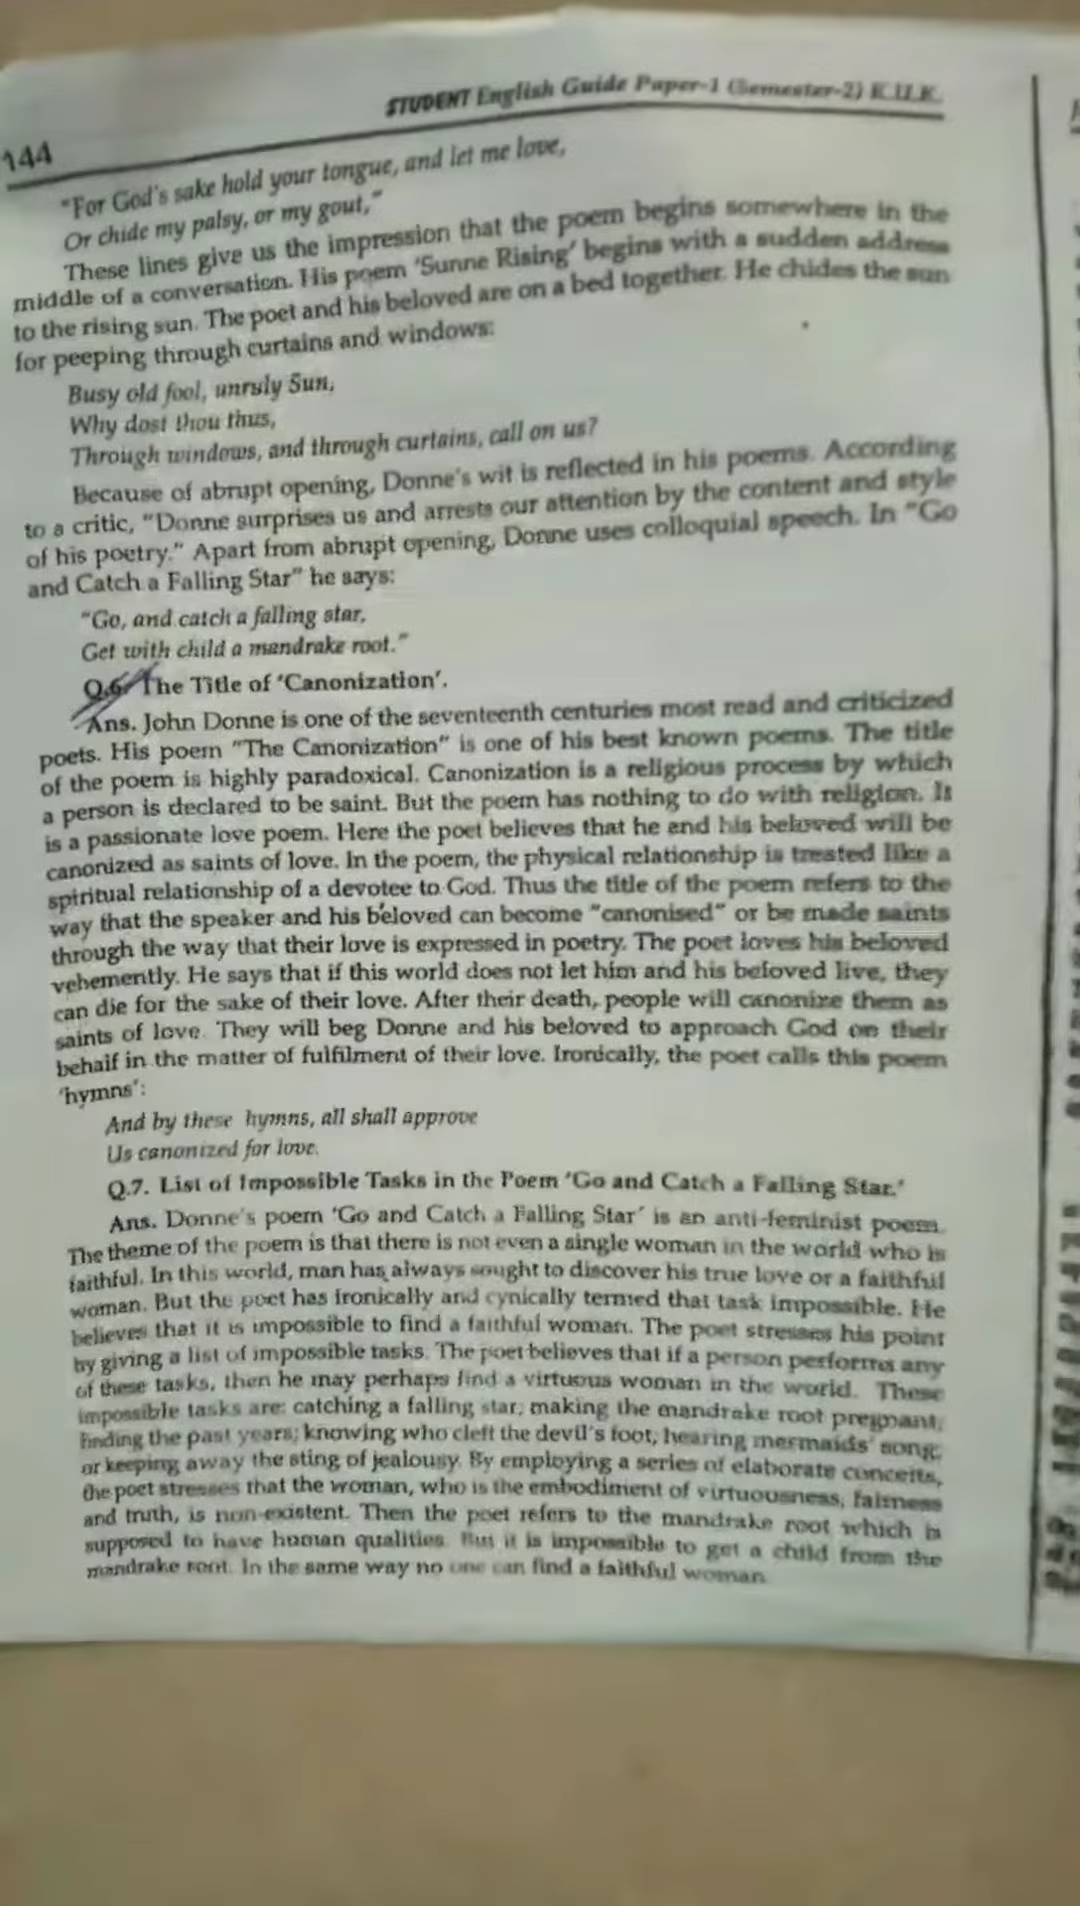 STUDENT English Guide Paper-1 (Semester-2) K.U.K.
144
"For God's sake hold your tongue, and let me love,
Or chide my palsy, or my gout,"
These lines give us the impression that the poem begins somewhere in the
middle of a conversation. His poem 'Sunne Rising' begins with a sudden address
to the rising sun. The poet and his beloved are on a bed together. He chides the sun
for peeping through curtains and windows:
Busy old fool, unruly Sun,
Why dost thou thus,
Through windows, and through curtains, call on us?
Because of abrupt opening, Donne's wit is reflected in his poems. According
to a critic, "Donne surprises us and arrests our attention by the content and style
of his poetry." Apart from abrupt opening, Donne uses colloquial speech. In "Go
and Catch a Falling Star" he says:
"Go, and catch a falling star,
Get with child a mandrake root."
Q.6. The Title of 'Canonization'.
Ans. John Donne is one of the seventeenth centuries most read and criticized
poets. His poem "The Canonization" is one of his best known poems. The title
of the poem is highly paradoxical. Canonization is a religious process by which
a person is declared to be saint. But the poem has nothing to do with religion. It
is a passionate love poem. Here the poet believes that he and his beloved will be
canonized as saints of love. In the poem, the physical relationship is treated like a
spiritual relationship of a devotee to God. Thus the title of the poem refers to the
way that the speaker and his beloved can become "canonised" or be made saints
through the way that their love is expressed in poetry. The poet loves his beloved
vehemently. He says that if this world does not let him and his beloved live, they
can die for the sake of their love. After their death, people will canonize them as
saints of love. They will beg Donne and his beloved to approach God on their
behalf in the matter of fulfilment of their love. Ironically, the poet calls this poem
'hymns':
And by these hymns, all shall approve
Us canonized for love.
Q.7. List of Impossible Tasks in the Poem 'Go and Catch a Falling Star.'
Ans. Donne's poem 'Go and Catch a Falling Star' is an anti-feminist poem.
The theme of the poem is that there is not even a single woman in the world who is
faithful. In this world, man has always sought to discover his true love or a faithful
woman. But the poet has ironically and cynically termed that task impossible. He
believes that it is impossible to find a faithful woman. The poet stresses his point
by giving a list of impossible tasks. The poet believes that if a person performs any
of these tasks, then he may perhaps find a virtuous woman in the world. These
impossible tasks are: catching a falling star; making the mandrake root pregnant;
finding the past years; knowing who cleft the devil's foot; hearing mermaids' song;
or keeping away the sting of jealousy. By employing a series of elaborate conceits,
the poet stresses that the woman, who is the embodiment of virtuousness, fairness
and truth, is non-existent. Then the poet refers to the mandrake root which is
supposed to have human qualities. But it is impossible to get a child from the
mandrake root. In the same way no one can find a faithful woman.